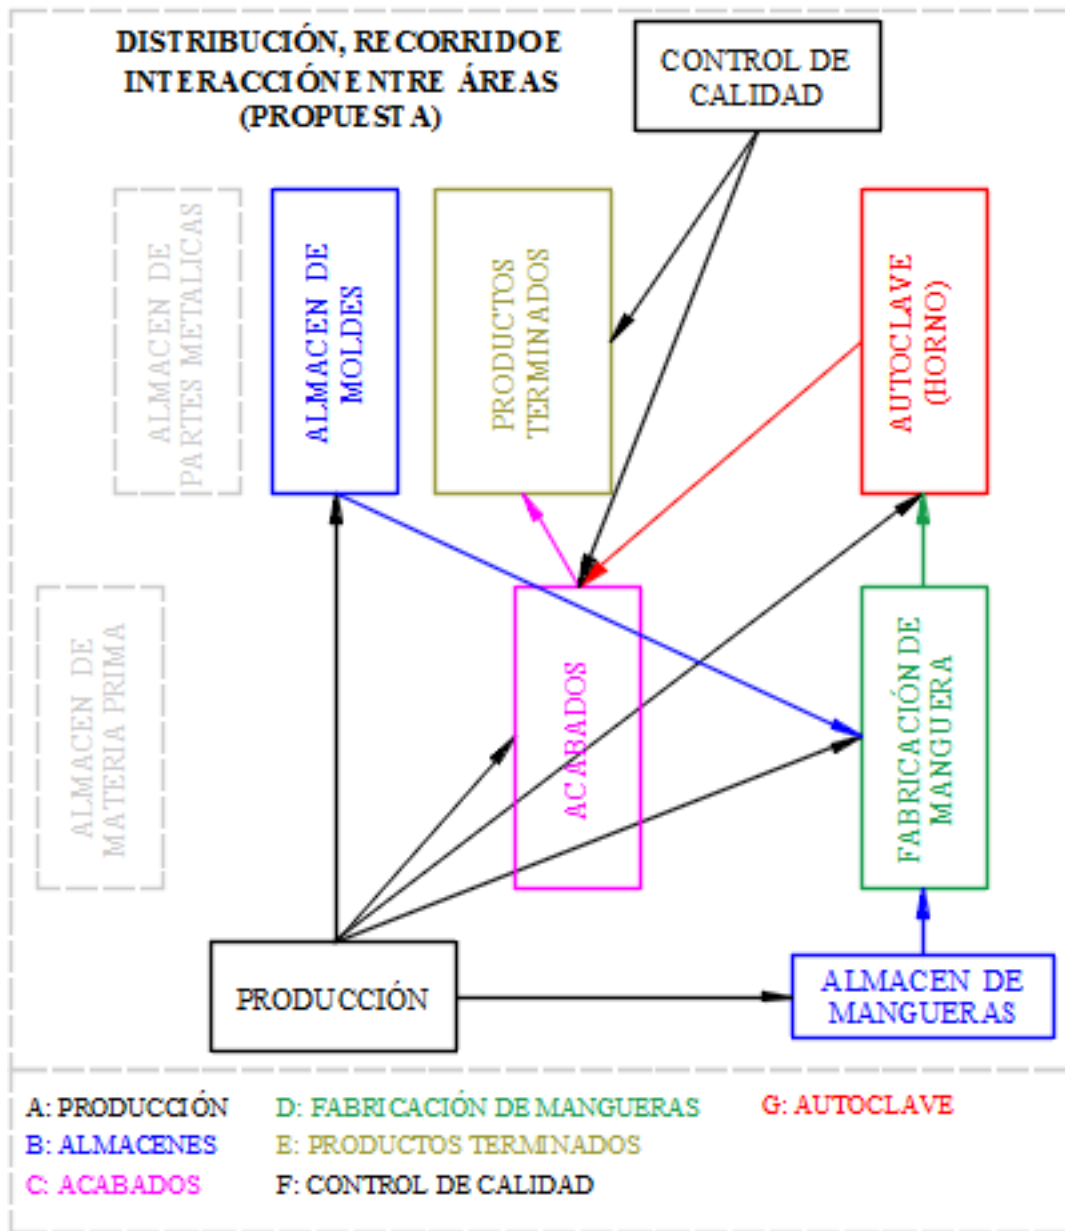 DISTRIBUCIÓN, RECORRIDO E
INTERACCIÓN ENTRE ÁREAS
(PROPUESTA)
CONTROL DE
CALIDAD
ALMACEN DE
PARTES METALICAS
ALMACEN DE
MOLDES
PRODUCTOS
TERMINADOS
AUTOCLAVE
(HORNO)
ALMACEN DE
MATERIA PRIMA
ACABADOS
FABRICACIÓN DE
MANGUERA
PRODUCCIÓN
ALMACEN DE
MANGUERAS
A: PRODUCCIÓN
B: ALMACENES
C: ACABADOS
D: FABRICACIÓN DE MANGUERAS
E: PRODUCTOS TERMINADOS
F: CONTROL DE CALIDAD
G: AUTOCLAVE